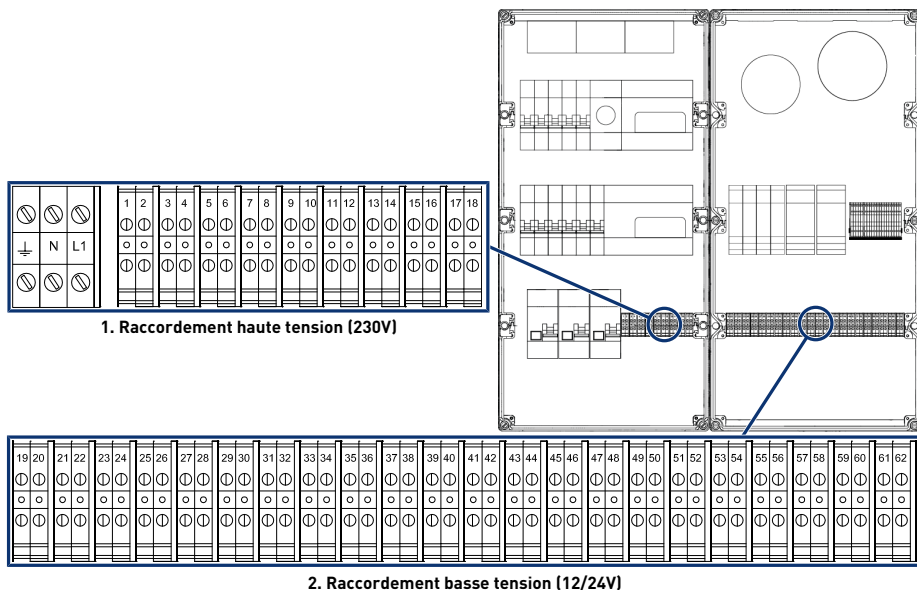 1 2 3 4 5 6 7 8 9 10 11 12 13 14 15 16 17 18
N L1
1. Raccordement haute tension (230V)
19 20 21 22 23 24 25 26 27 28 29 30 31 32 33 34 35 36 37 38 39 40 41 42 43 44 45 46 47 48 49 50 51 52 53 54 55 56 57 58 59 60 61 62
2. Raccordement basse tension (12/24V)